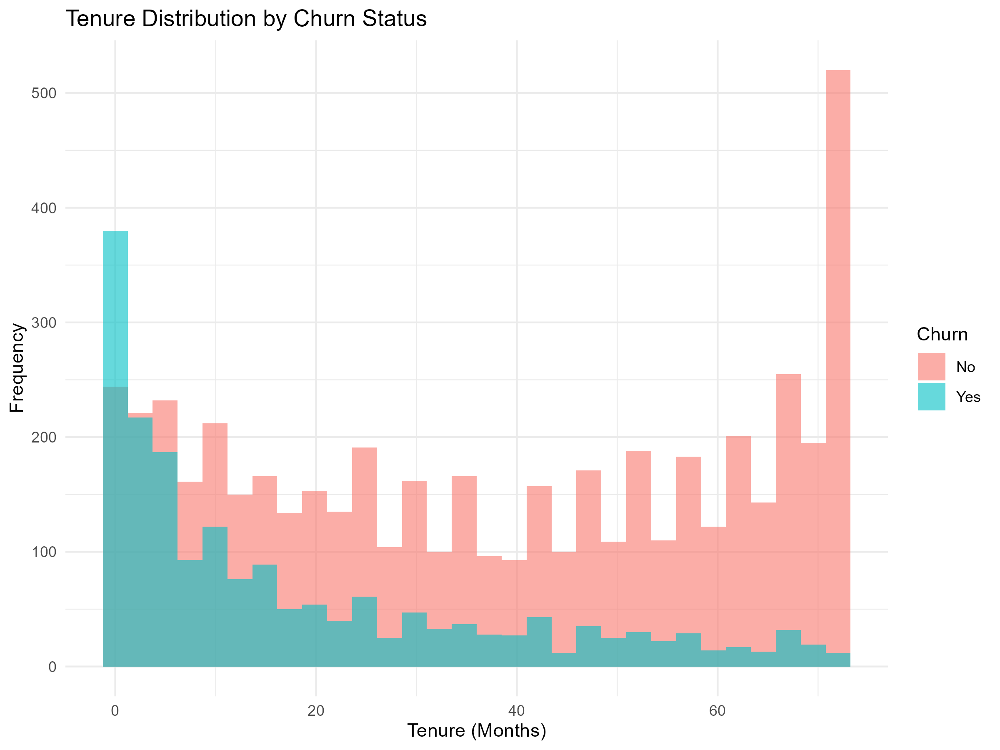 Tenure Distribution by Churn Status
Frequency
500
400
300
200
100
0
0 20 40 60
Tenure (Months)
Churn
No
Yes